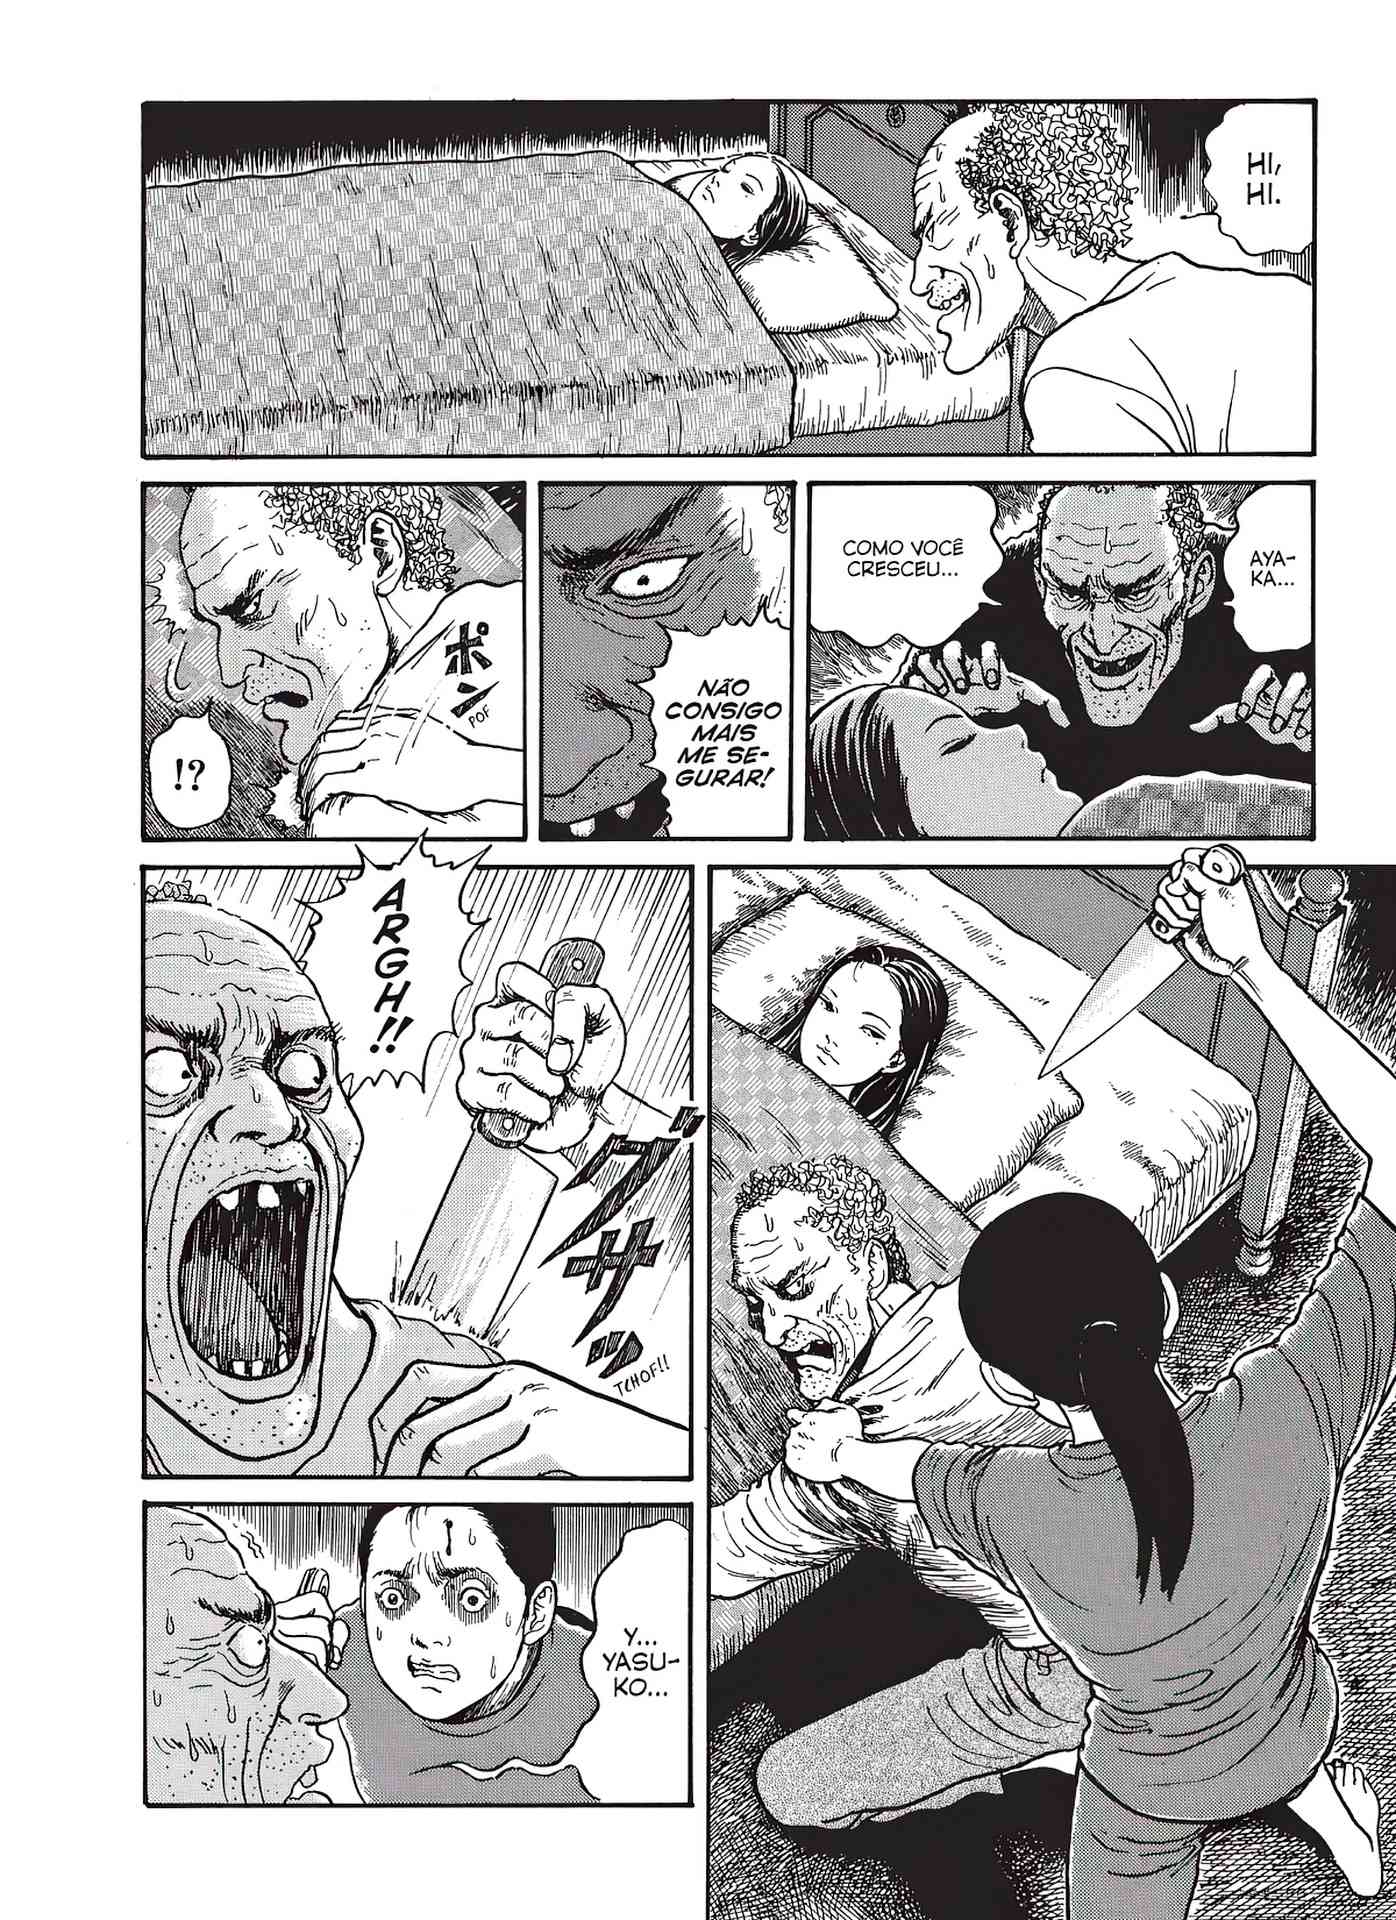 HI,
HI.
AYA-
KA...
COMO VOCÊ
CRESCEU...
NÃO
CONSIGO
MAIS
ME SE-
GURAR!
ポン
POF
!?
グサッ
TCHOF!!
ARGH!!
Y...
YASU-
KO...